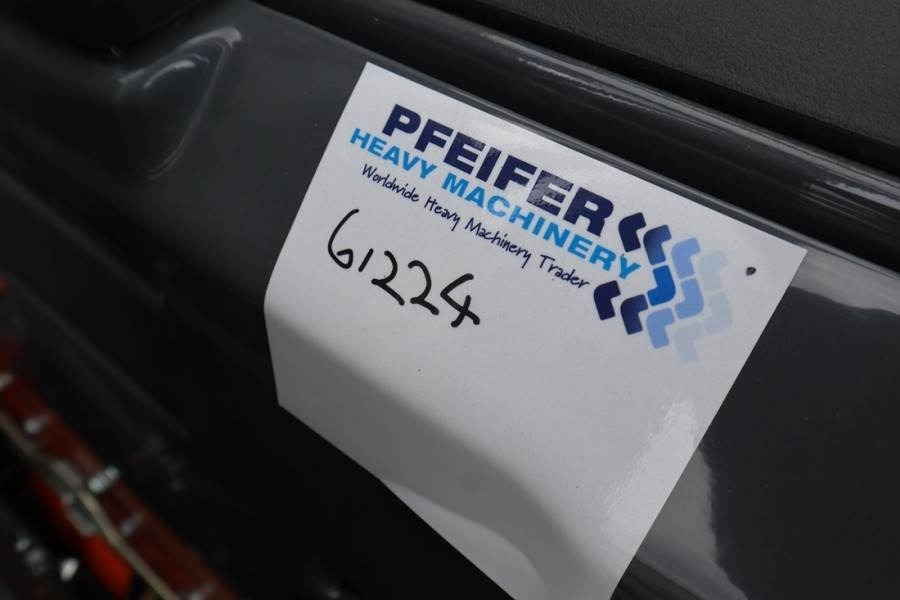 PFEIFER
HEAVY MACHINERY
Worldwide Heavy Machinery Trader
61224